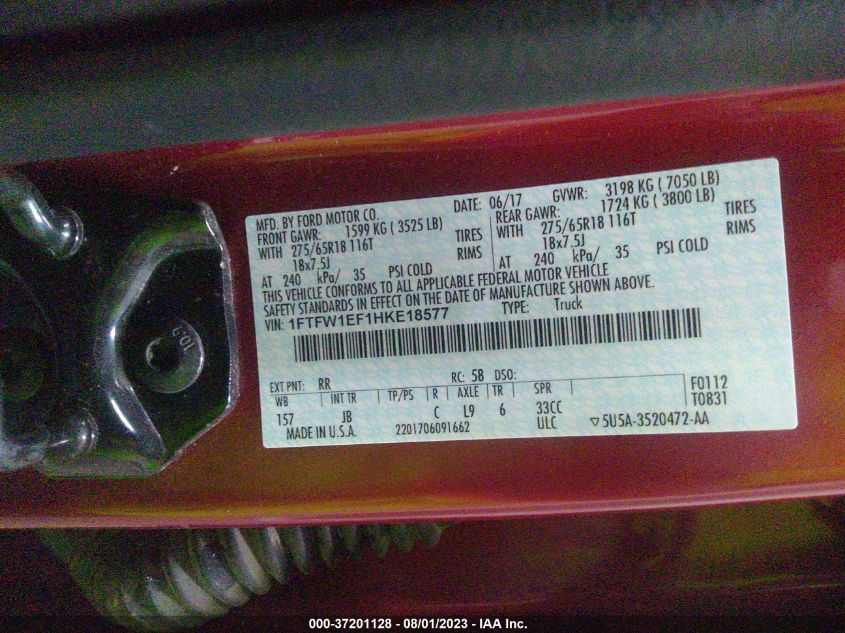 MFD. BY FORD MOTOR CO. DATE: 06/17 GVWR: 3198 KG ( 7050 LB)
FRONT GAWR: 1599 KG ( 3525 LB) REAR GAWR: 1724 KG ( 3800 LB)
WITH 275/65R18 116T TIRES WITH 275/65R18 116T TIRES
18x7.5J RIMS 18x7.5J RIMS
AT 240 kPa/ 35 PSI COLD AT 240 kPa/ 35 PSI COLD
THIS VEHICLE CONFORMS TO ALL APPLICABLE FEDERAL MOTOR VEHICLE
SAFETY STANDARDS IN EFFECT ON THE DATE OF MANUFACTURE SHOWN ABOVE.
VIN: 1FTFW1EF1HKE18577 TYPE: Truck
EXT PNT: RR RC: 58 DSO: F0112
WB INT TR TP/PS R AXLE TR SPR T0831
157 JB C L9 6 33CC
MADE IN U.S.A. 2201706091662 ULC ▽5U5A-3520472-AA
10.9
000-37201128 - 08/01/2023 - IAA Inc.